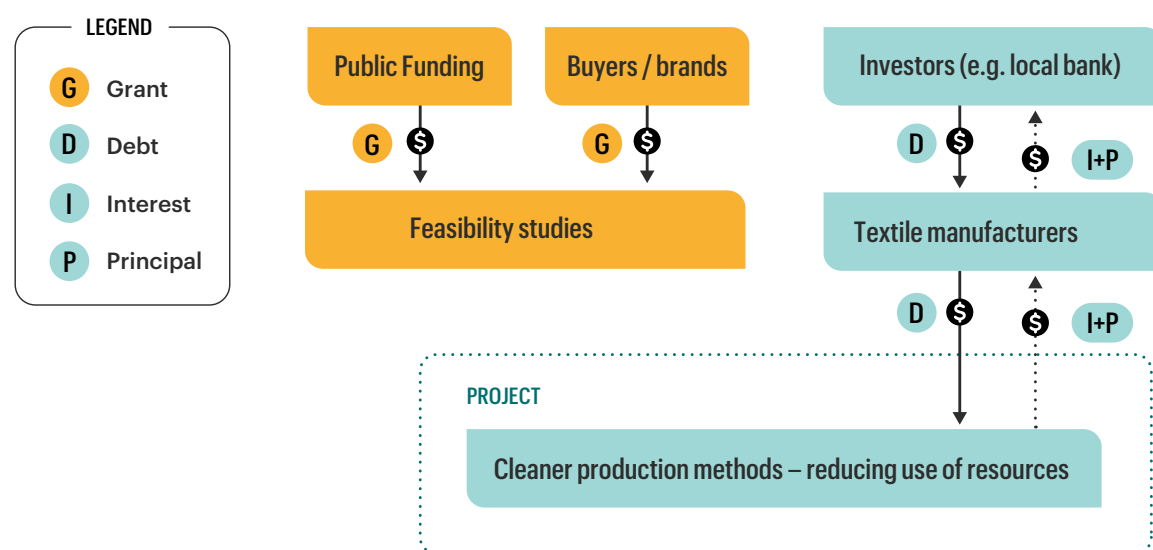 LEGEND
G Grant
D Debt
I Interest
P Principal
Public Funding
Buyers / brands
Investors (e.g. local bank)
G $
G $
D $
$ I+P
Feasibility studies
Textile manufacturers
D $
$ I+P
PROJECT
Cleaner production methods – reducing use of resources